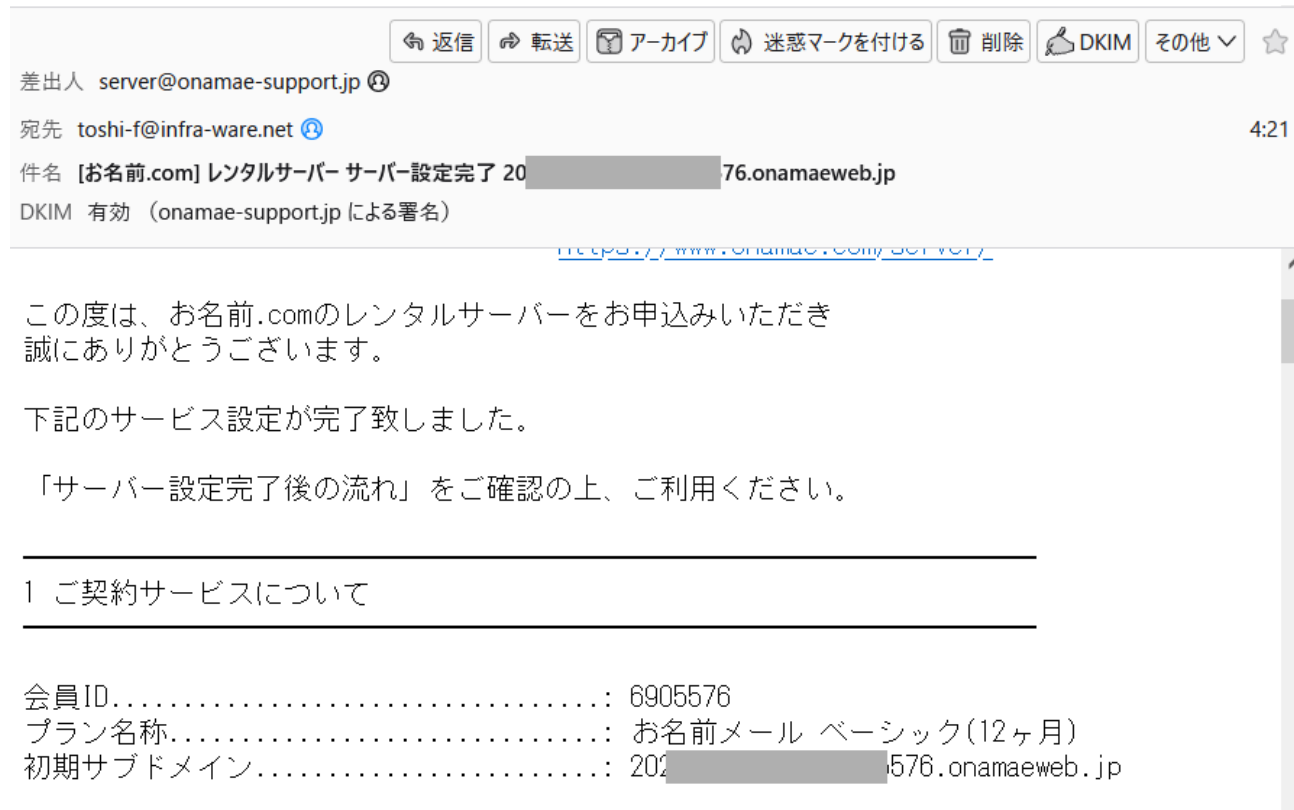 返信 転送 アーカイブ 迷惑マークを付ける 削除 DKIM その他
差出人 server@onamae-support.jp
宛先 toshi-f@infra-ware.net 4:21
件名 [お名前.com] レンタルサーバー サーバー設定完了 20 76.onamaeweb.jp
DKIM 有効 (onamae-support.jp による署名)
https://www.onamae.com/server/
この度は、お名前.comのレンタルサーバーをお申込みいただき
誠にありがとうございます。
下記のサービス設定が完了致しました。
「サーバー設定完了後の流れ」をご確認の上、ご利用ください。
1 ご契約サービスについて
会員ID..................................: 6905576
プラン名称..............................: お名前メール ベーシック(12ヶ月)
初期サブドメイン........................: 202 576.onamaeweb.jp